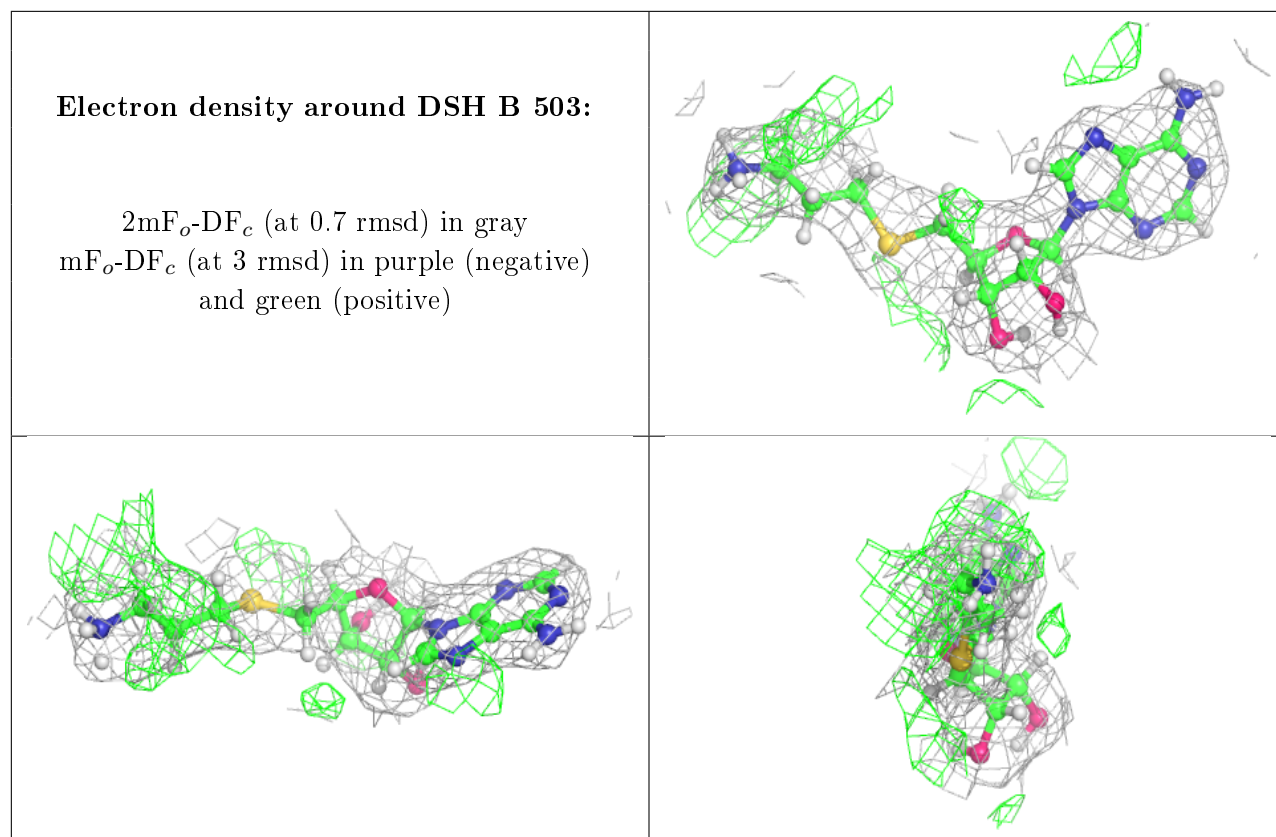 Electron density around DSH B 503:
2mFₒ-DF𝒸 (at 0.7 rmsd) in gray
mFₒ-DF𝒸 (at 3 rmsd) in purple (negative)
and green (positive)